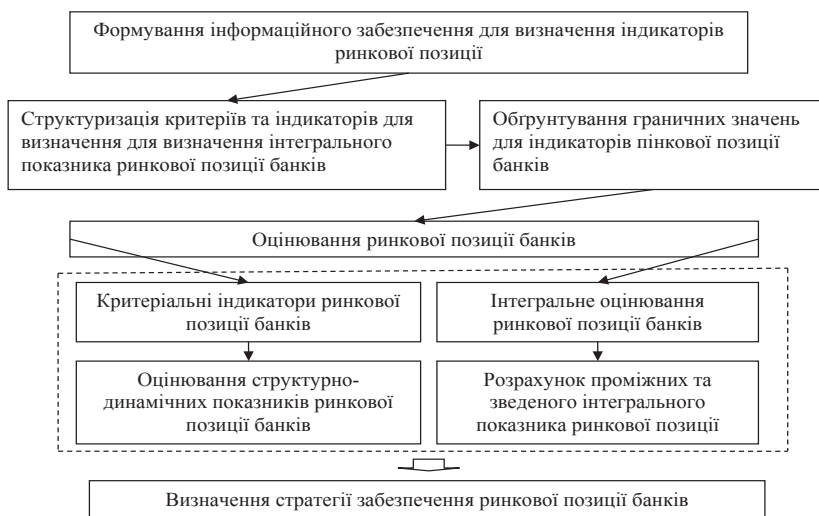 Формування інформаційного забезпечення для визначення індикаторів
ринкової позиції
Структуризація критеріїв та індикаторів для
визначення для визначення інтегрального
показника ринкової позиції банків
Обґрунтування граничних значень
для індикаторів пінкової позиції
банків
Оцінювання ринкової позиції банків
Критеріальні індикатори ринкової
позиції банків
Інтегральне оцінювання
ринкової позиції банків
Оцінювання структурно-
динамічних показників ринкової
позиції банків
Розрахунок проміжних та
зведеного інтегрального
показника ринкової позиції
Визначення стратегії забезпечення ринкової позиції банків